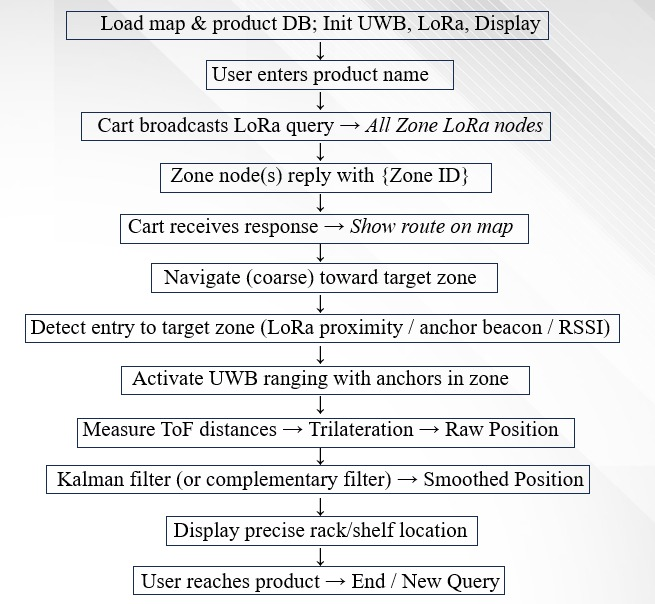 Load map & product DB; Init UWB, LoRa, Display
User enters product name
Cart broadcasts LoRa query → All Zone LoRa nodes
Zone node(s) reply with {Zone ID}
Cart receives response → Show route on map
Navigate (coarse) toward target zone
Detect entry to target zone (LoRa proximity / anchor beacon / RSSI)
Activate UWB ranging with anchors in zone
Measure ToF distances → Trilateration → Raw Position
Kalman filter (or complementary filter) → Smoothed Position
Display precise rack/shelf location
User reaches product → End / New Query